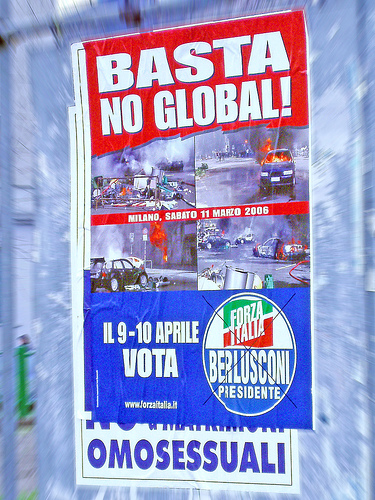 BASTA
NO GLOBAL!
MILANO, SABATO 11 MARZO 2006
IL 9-10 APRILE
VOTA
FORZA
ITALIA
BERLUSCONI
PRESIDENTE
www.forzaitalia.it
OMOSESSUALI